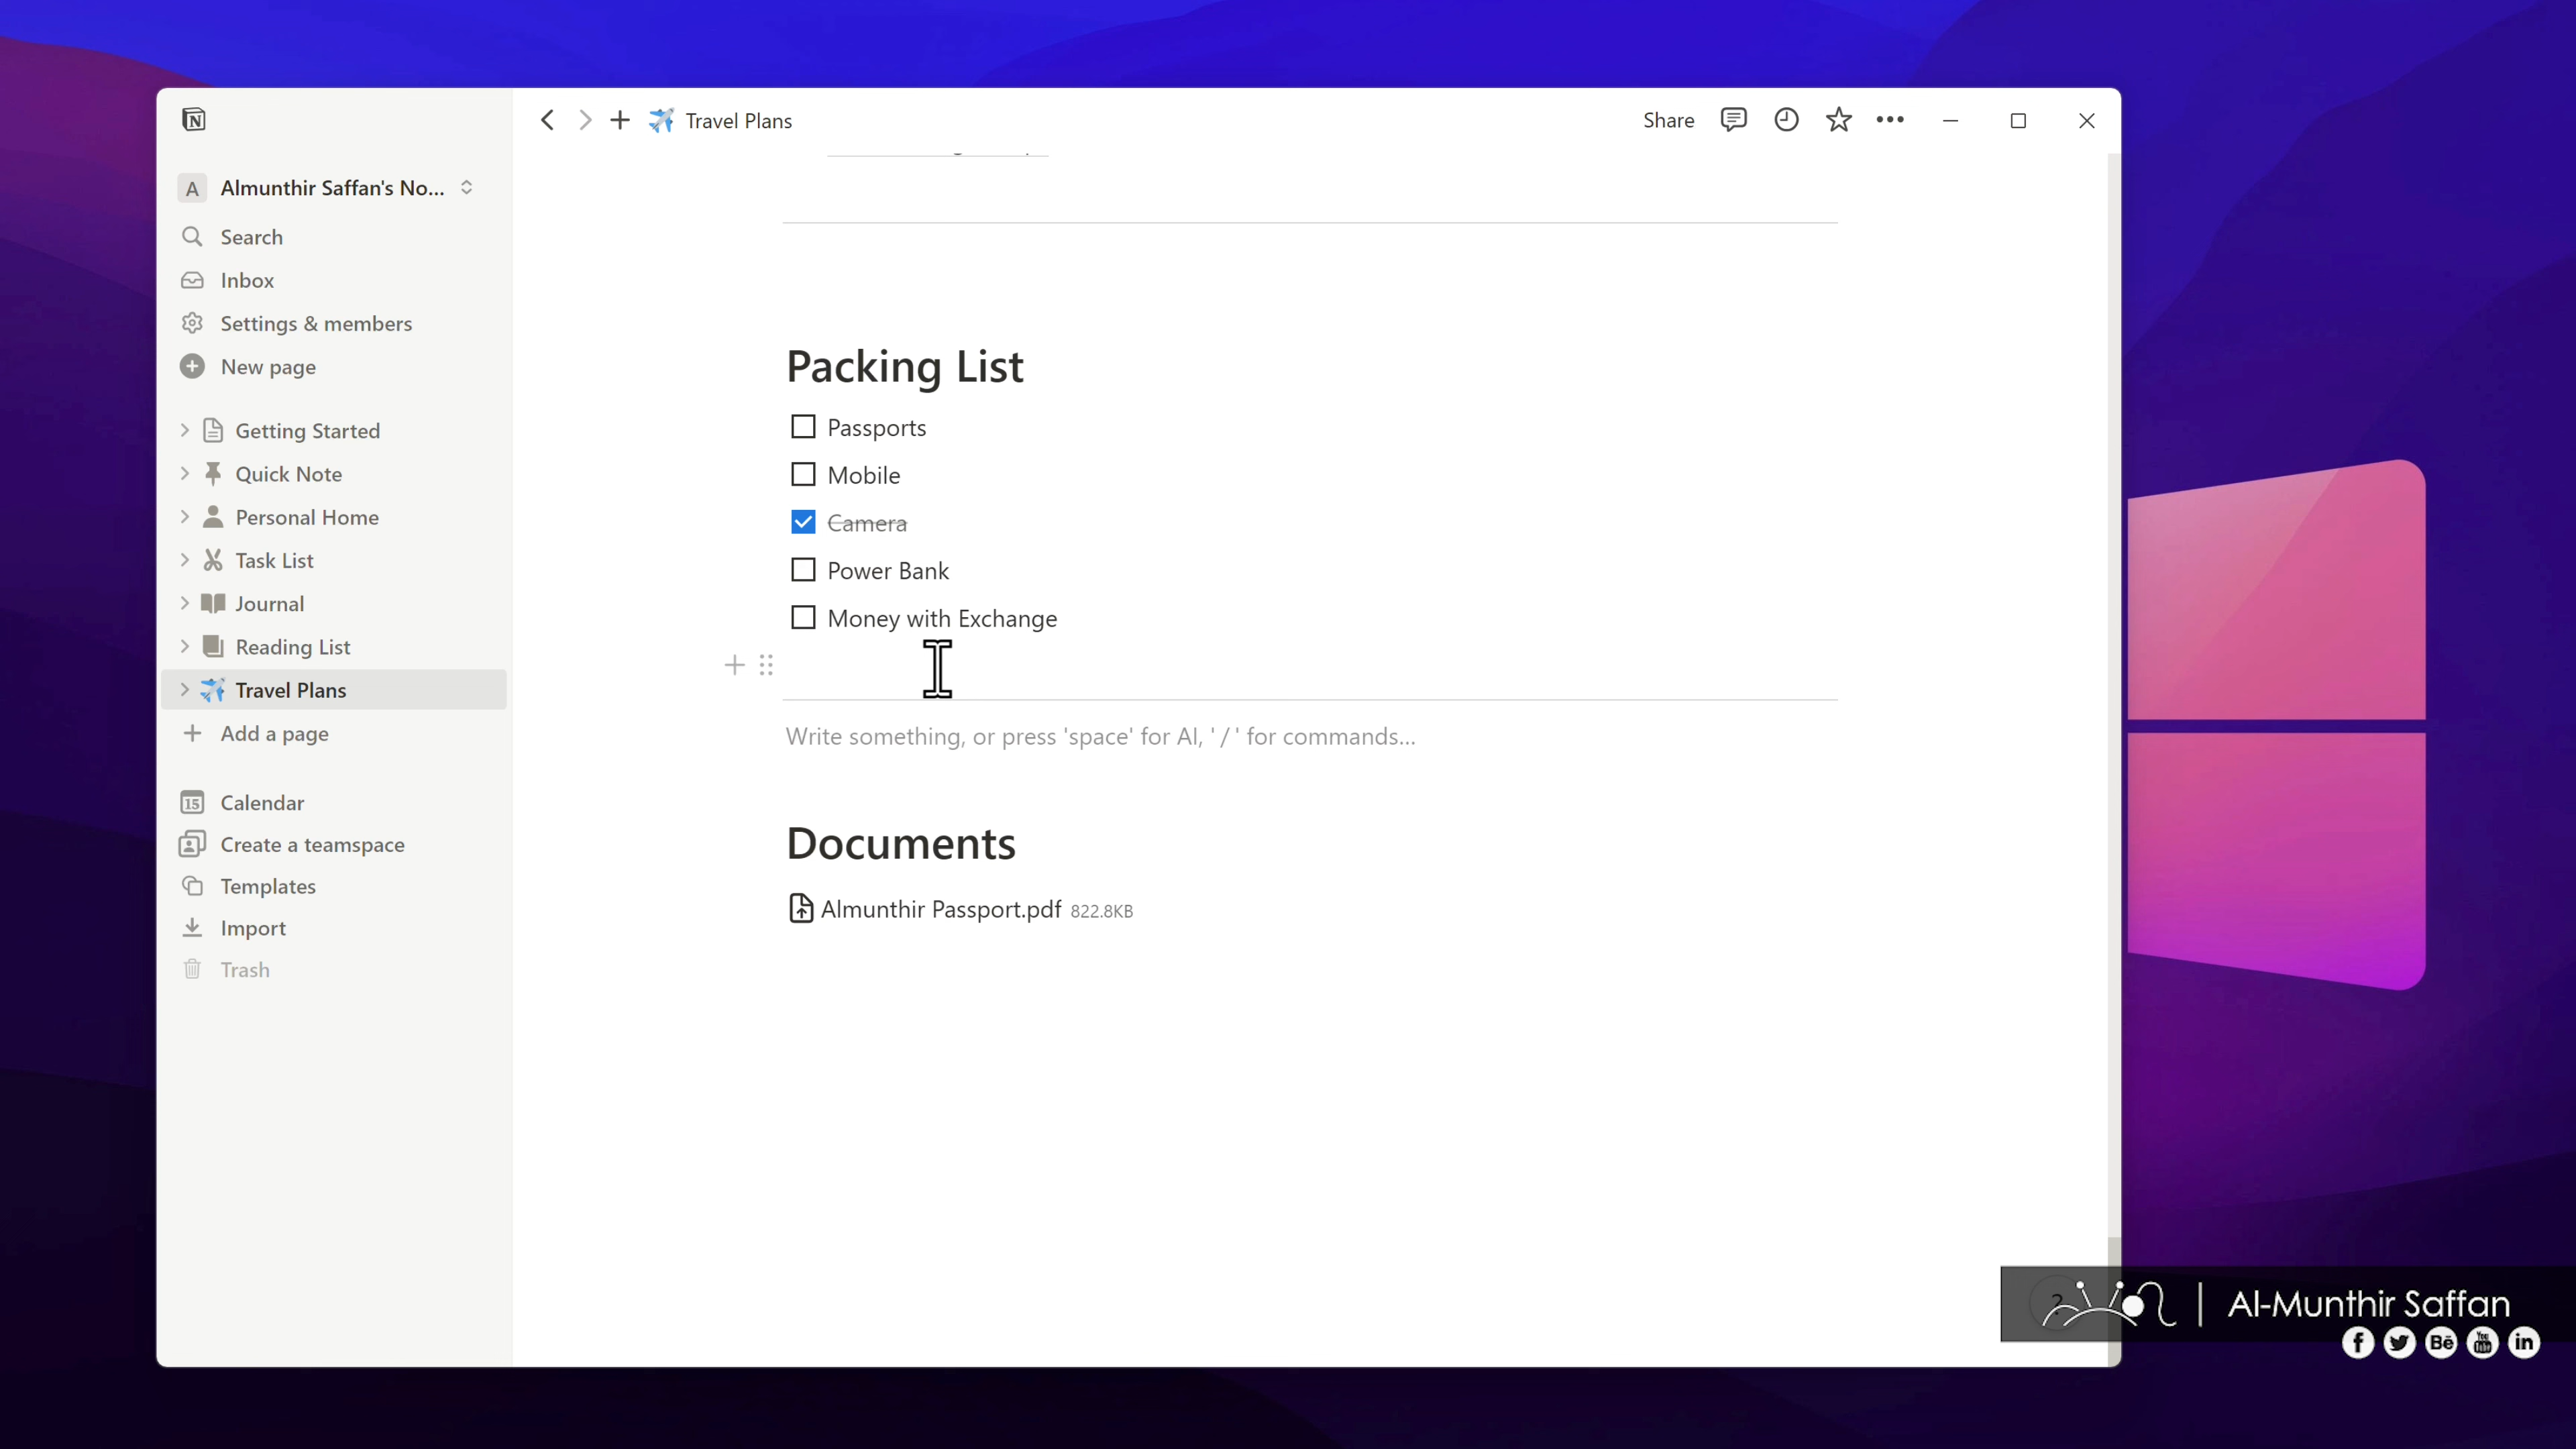 Travel Plans
Share
A Almunthir Saffan's No...
Search
Inbox
Settings & members
New page
Getting Started
Quick Note
Personal Home
Task List
Journal
Reading List
Travel Plans
Add a page
15 Calendar
Create a teamspace
Templates
Import
Trash
Packing List
Passports
Mobile
Camera
Power Bank
Money with Exchange
Write something, or press 'space' for AI, '/' for commands...
Documents
Almunthir Passport.pdf 822.8KB
?
Al-Munthir Saffan